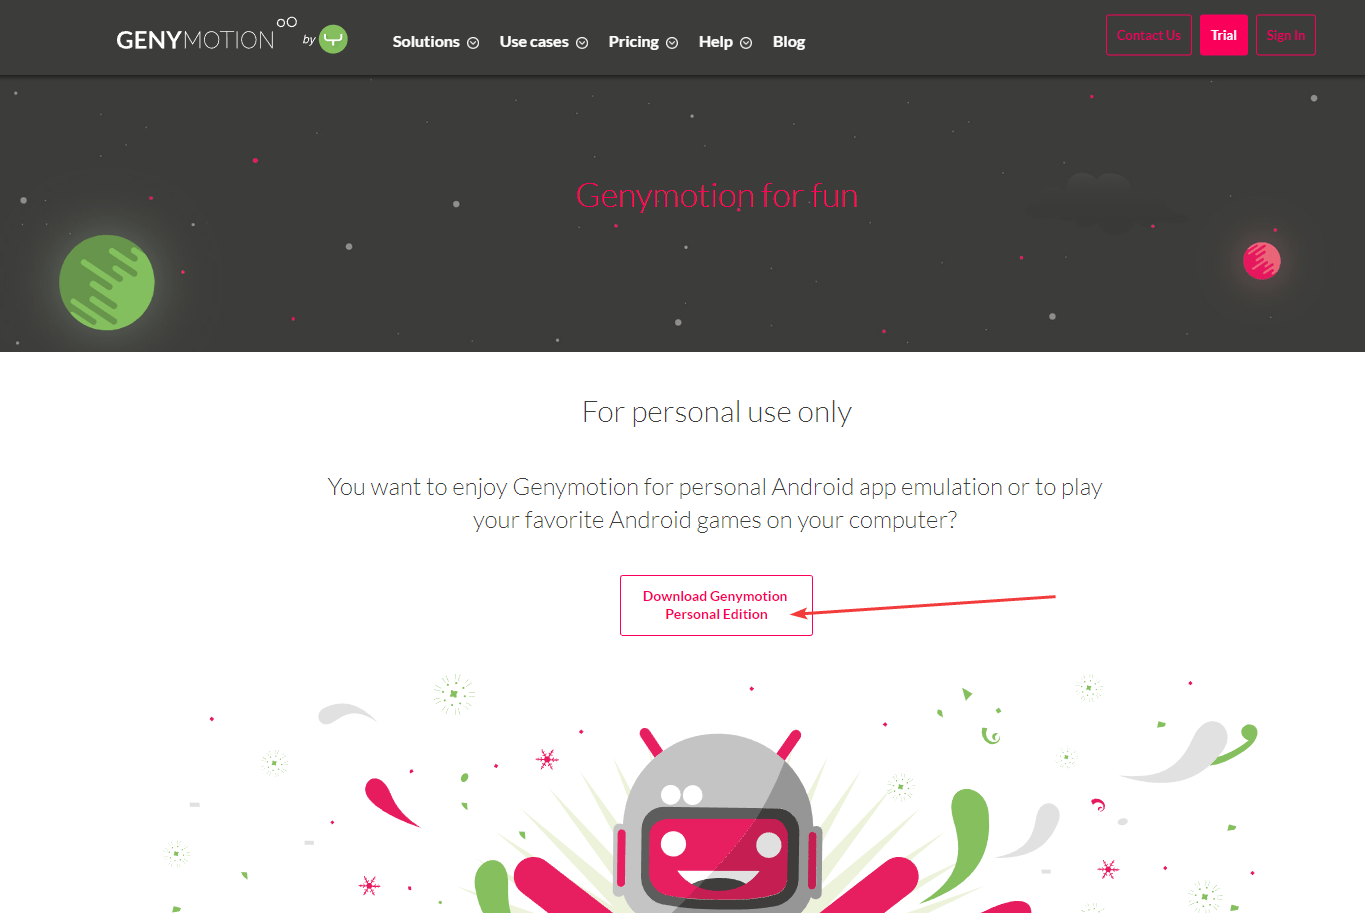 GENYMOTION by
Solutions Use cases Pricing Help Blog
Contact Us Trial Sign In
Genymotion for fun
For personal use only
You want to enjoy Genymotion for personal Android app emulation or to play
your favorite Android games on your computer?
Download Genymotion
Personal Edition